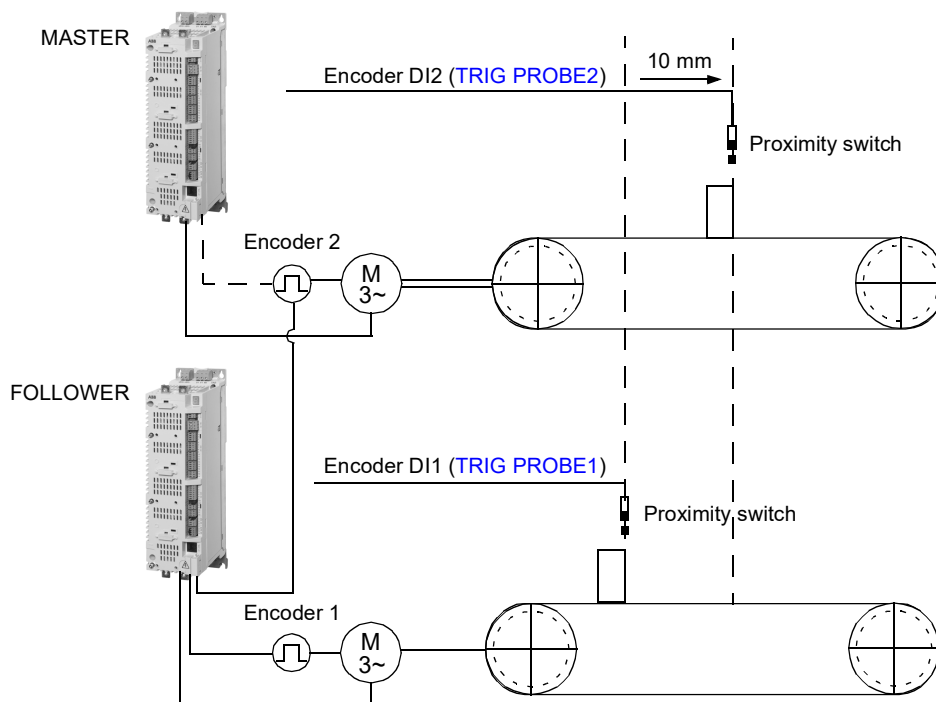 MASTER
10 mm
Encoder DI2 (TRIG PROBE2)
Proximity switch
Encoder 2
M
3~
FOLLOWER
Encoder DI1 (TRIG PROBE1)
Proximity switch
Encoder 1
M
3~